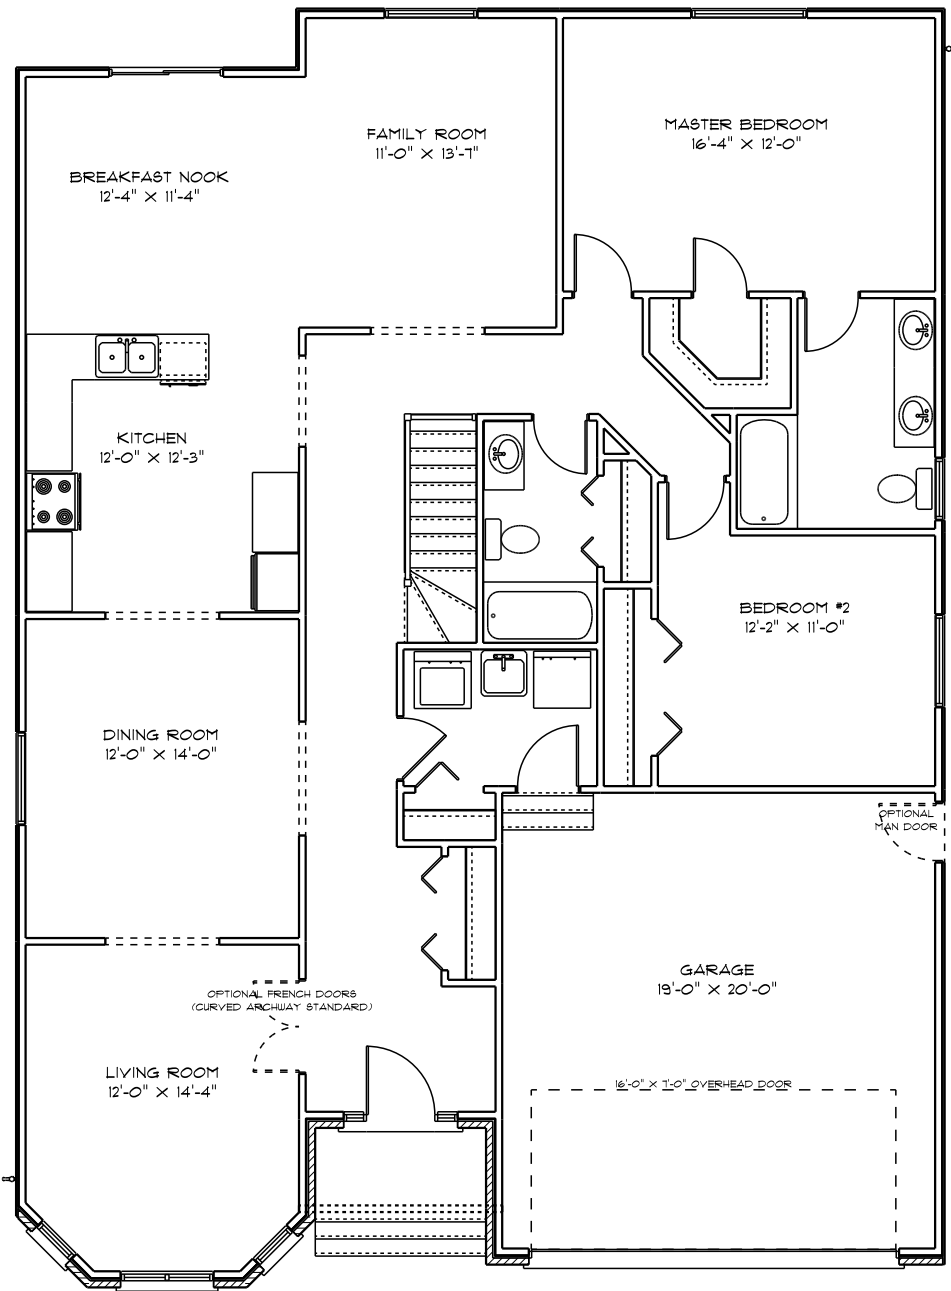 FAMILY ROOM
11'-0" X 13'-7"
MASTER BEDROOM
16'-4" X 12'-0"
BREAKFAST NOOK
12'-4" X 11'-4"
KITCHEN
12'-0" X 12'-3"
BEDROOM #2
12'-2" X 11'-0"
DINING ROOM
12'-0" X 14'-0"
OPTIONAL
MAN DOOR
GARAGE
19'-0" X 20'-0"
OPTIONAL FRENCH DOORS
(CURVED ARCHWAY STANDARD)
LIVING ROOM
12'-0" X 14'-4"
16'-0" X 7'-0" OVERHEAD DOOR